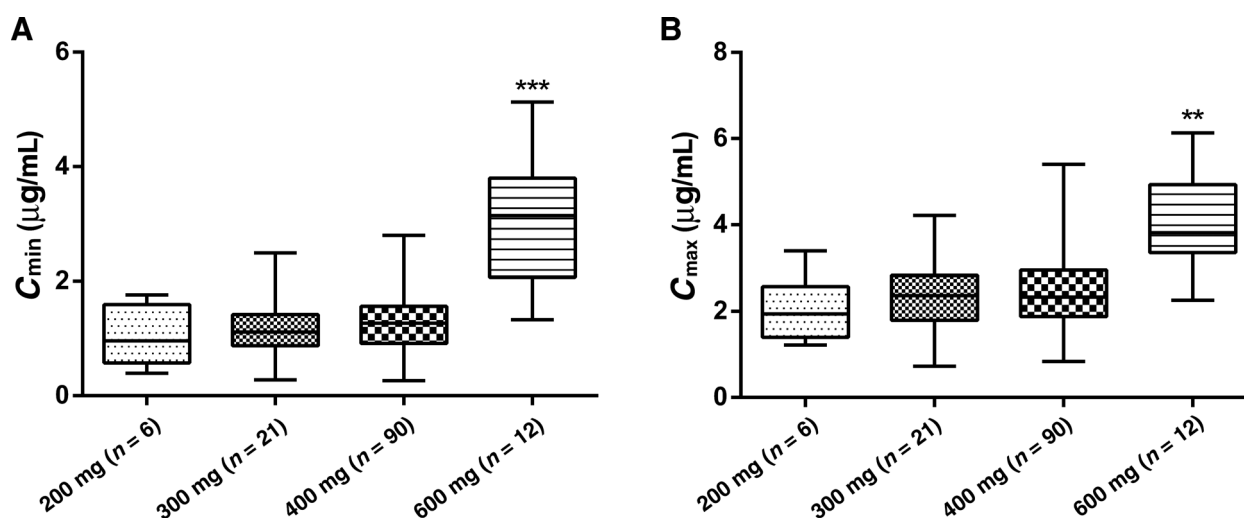 A
6
4
2
0
Cmin (μg/mL)
***
200 mg (n = 6)
300 mg (n = 21)
400 mg (n = 90)
600 mg (n = 12)
B
8
6
4
2
0
Cmax (μg/mL)
**
200 mg (n = 6)
300 mg (n = 21)
400 mg (n = 90)
600 mg (n = 12)